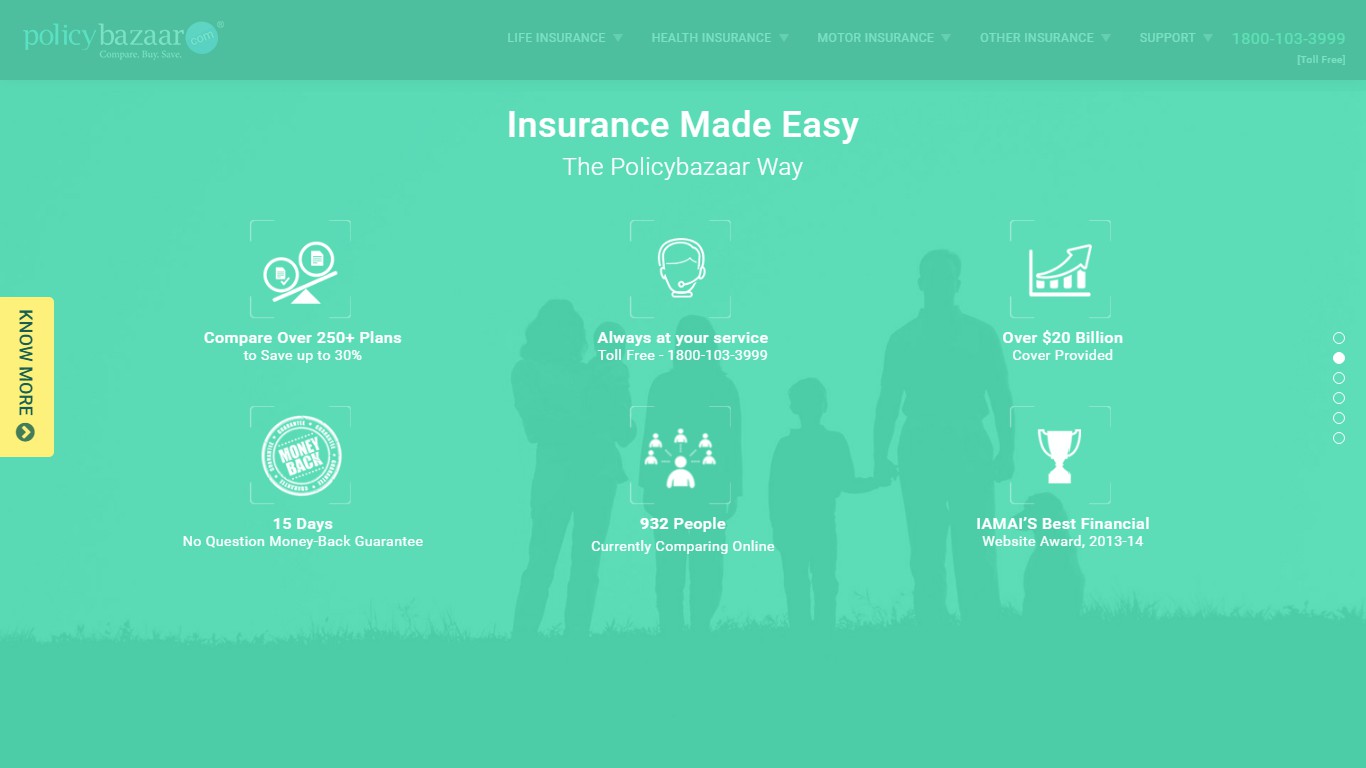 policybazaar.com®
Compare. Buy. Save.
LIFE INSURANCE
HEALTH INSURANCE
MOTOR INSURANCE
OTHER INSURANCE
SUPPORT
1800-103-3999
[Toll Free]
Insurance Made Easy
The Policybazaar Way
Compare Over 250+ Plans
to Save up to 30%
Always at your service
Toll Free - 1800-103-3999
Over $20 Billion
Cover Provided
KNOW MORE
MONEY
BACK
15 Days
No Question Money-Back Guarantee
932 People
Currently Comparing Online
IAMAI’S Best Financial
Website Award, 2013-14